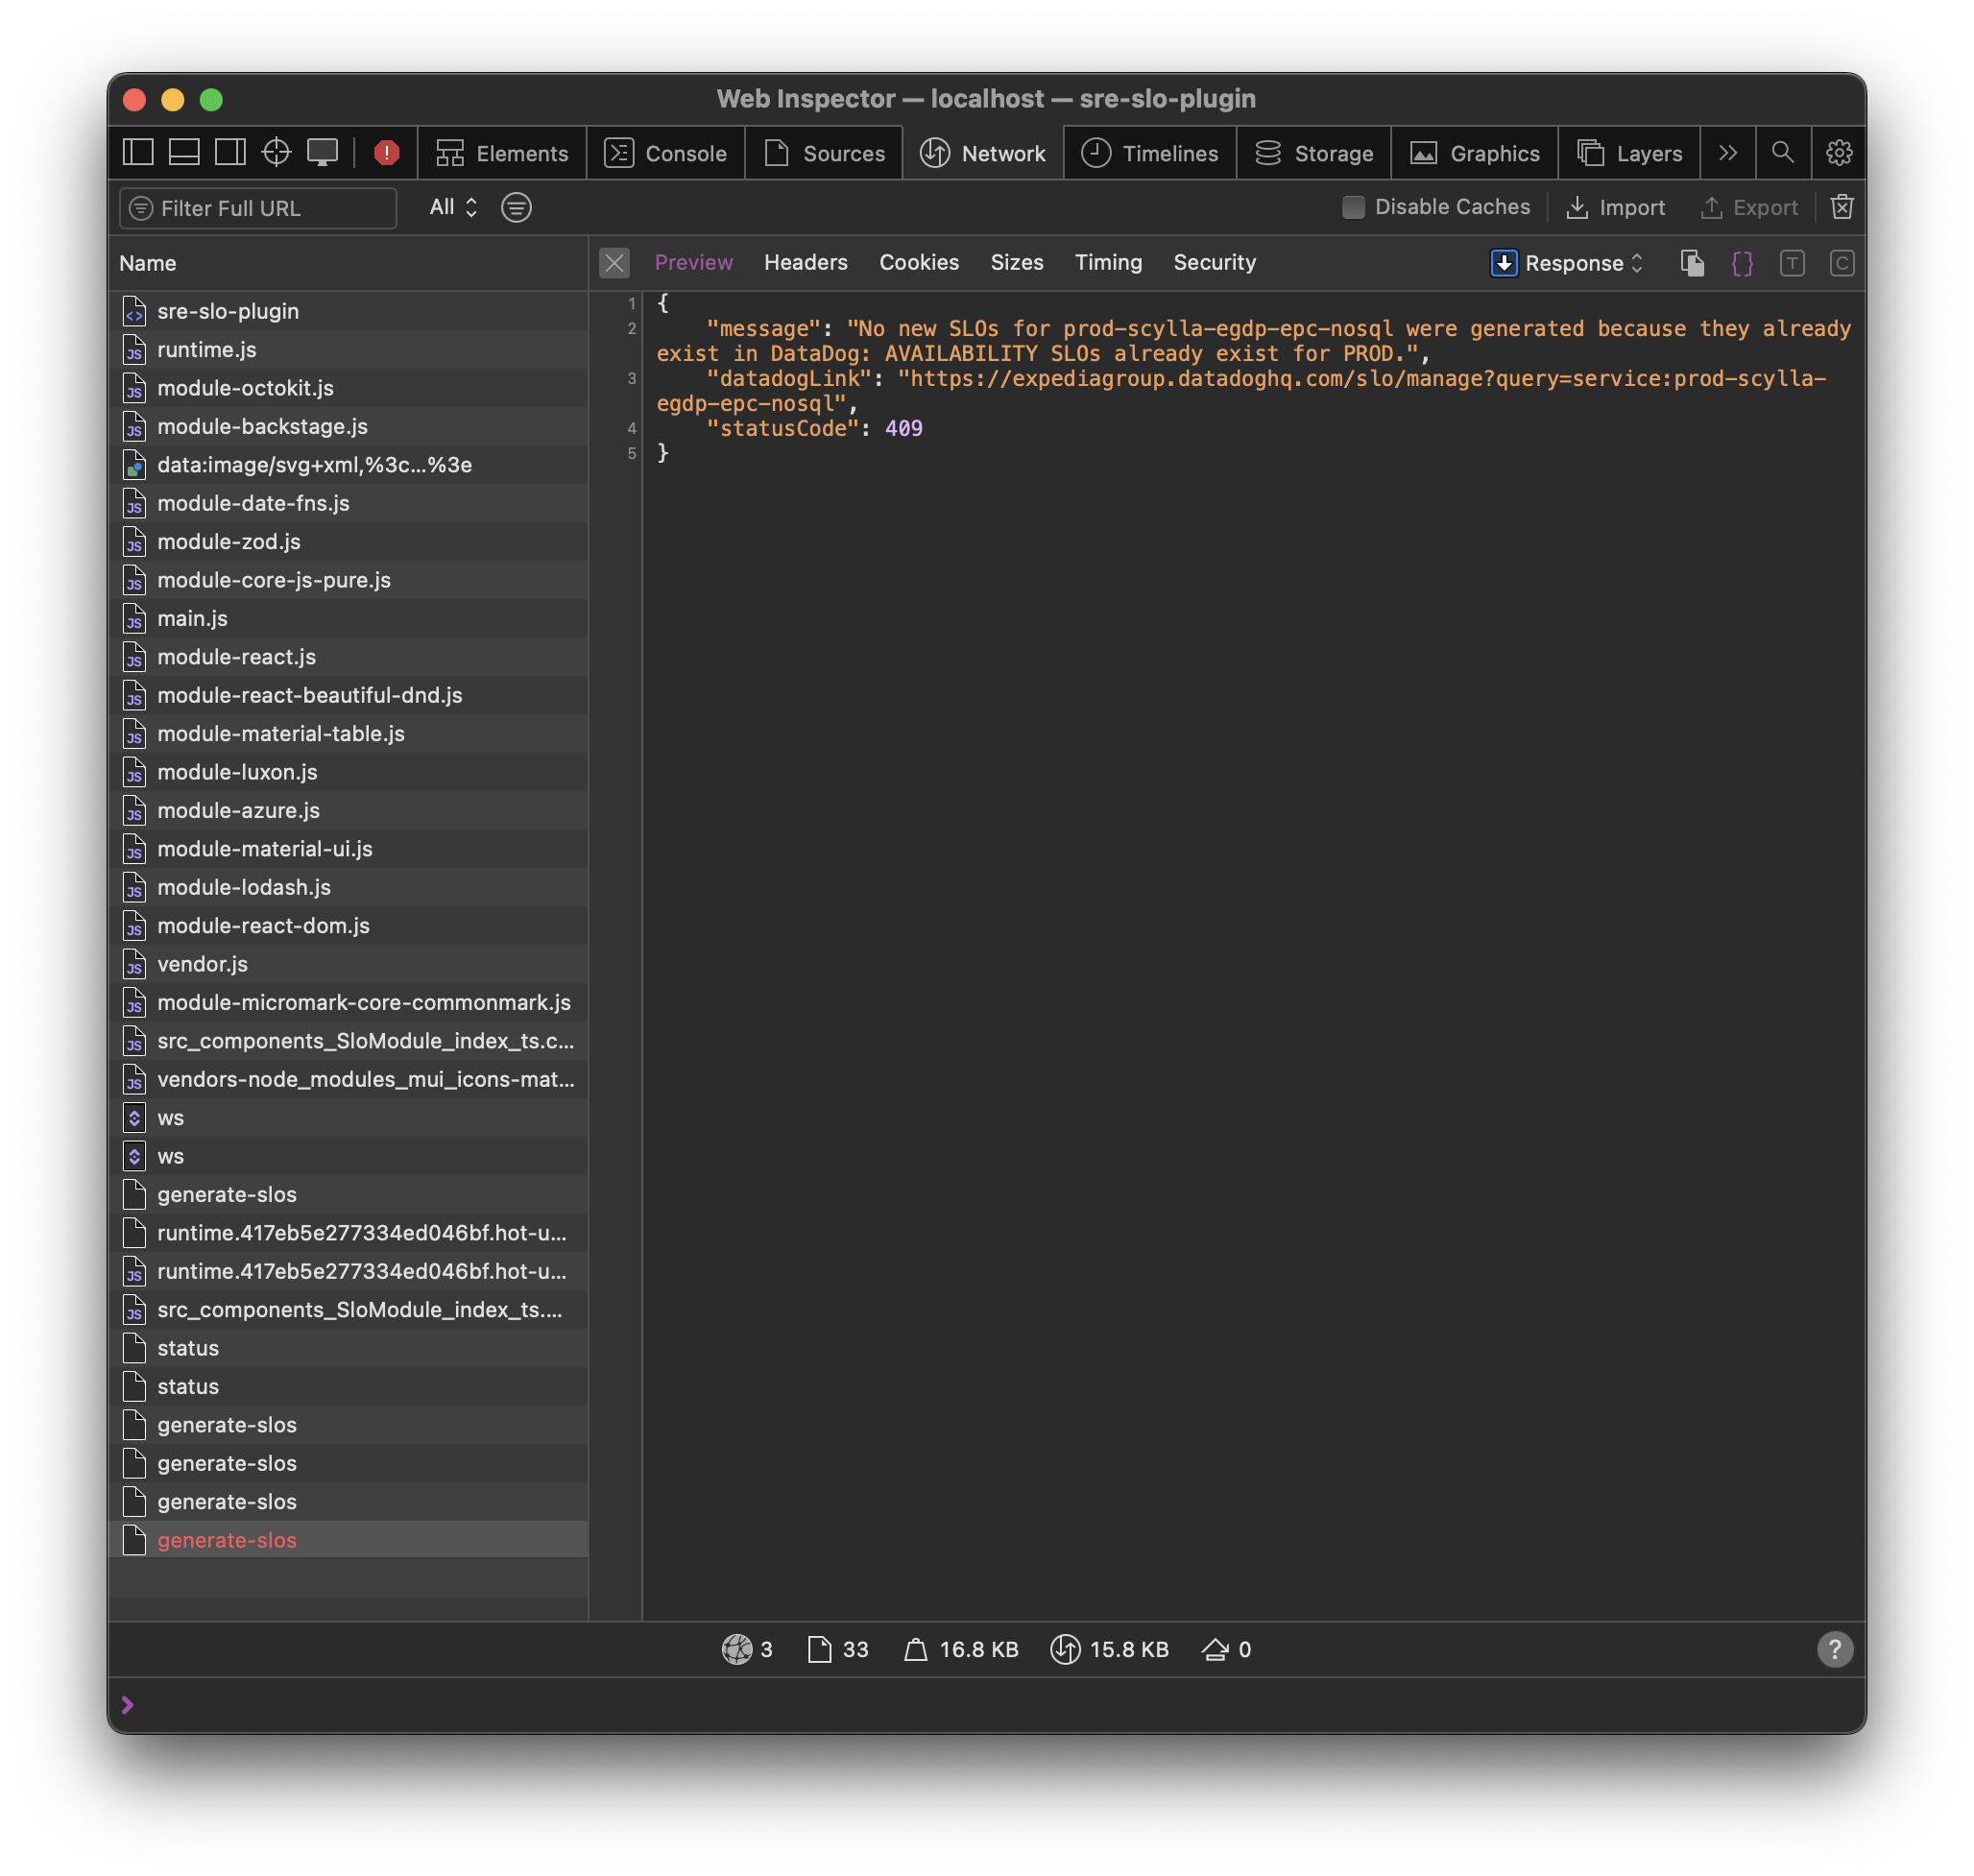 Web Inspector — localhost — sre-slo-plugin
Elements Console Sources Network Timelines Storage Graphics Layers
Filter Full URL All Disable Caches Import Export
Name
Preview Headers Cookies Sizes Timing Security Response T C
sre-slo-plugin
runtime.js
module-octokit.js
module-backstage.js
data:image/svg+xml,%3c...%3e
module-date-fns.js
module-zod.js
module-core-js-pure.js
main.js
module-react.js
module-react-beautiful-dnd.js
module-material-table.js
module-luxon.js
module-azure.js
module-material-ui.js
module-lodash.js
module-react-dom.js
vendor.js
module-micromark-core-commonmark.js
src_components_SloModule_index_ts.c...
vendors-node_modules_mui_icons-mat...
ws
ws
generate-slos
runtime.417eb5e277334ed046bf.hot-u...
runtime.417eb5e277334ed046bf.hot-u...
src_components_SloModule_index_ts....
status
status
generate-slos
generate-slos
generate-slos
generate-slos
1 {
2 "message": "No new SLOs for prod-scylla-egdp-epc-nosql were generated because they already
exist in DataDog: AVAILABILITY SLOs already exist for PROD.",
3 "datadogLink": "https://expediagroup.datadoghq.com/slo/manage?query=service:prod-scylla-
egdp-epc-nosql",
4 "statusCode": 409
5 }
3 33 16.8 KB 15.8 KB 0 ?